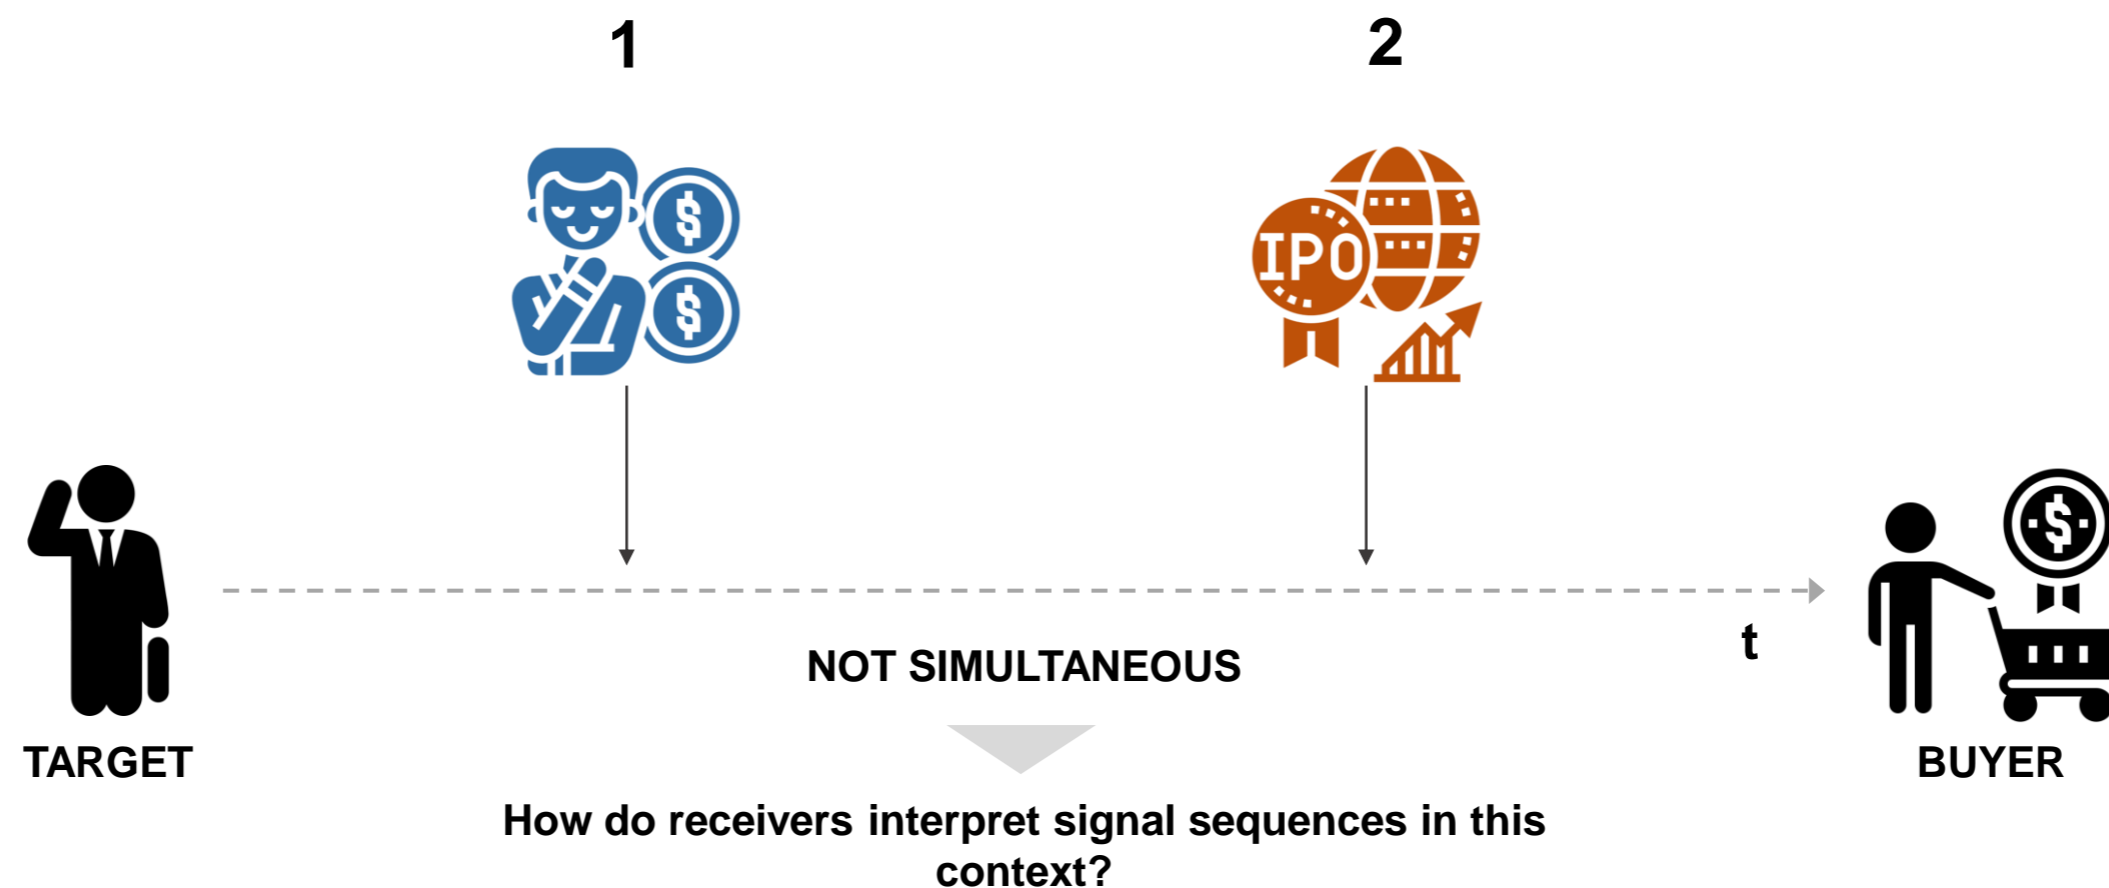 1
2
$
$
IPO
$
t
NOT SIMULTANEOUS
TARGET
BUYER
How do receivers interpret signal sequences in this
context?